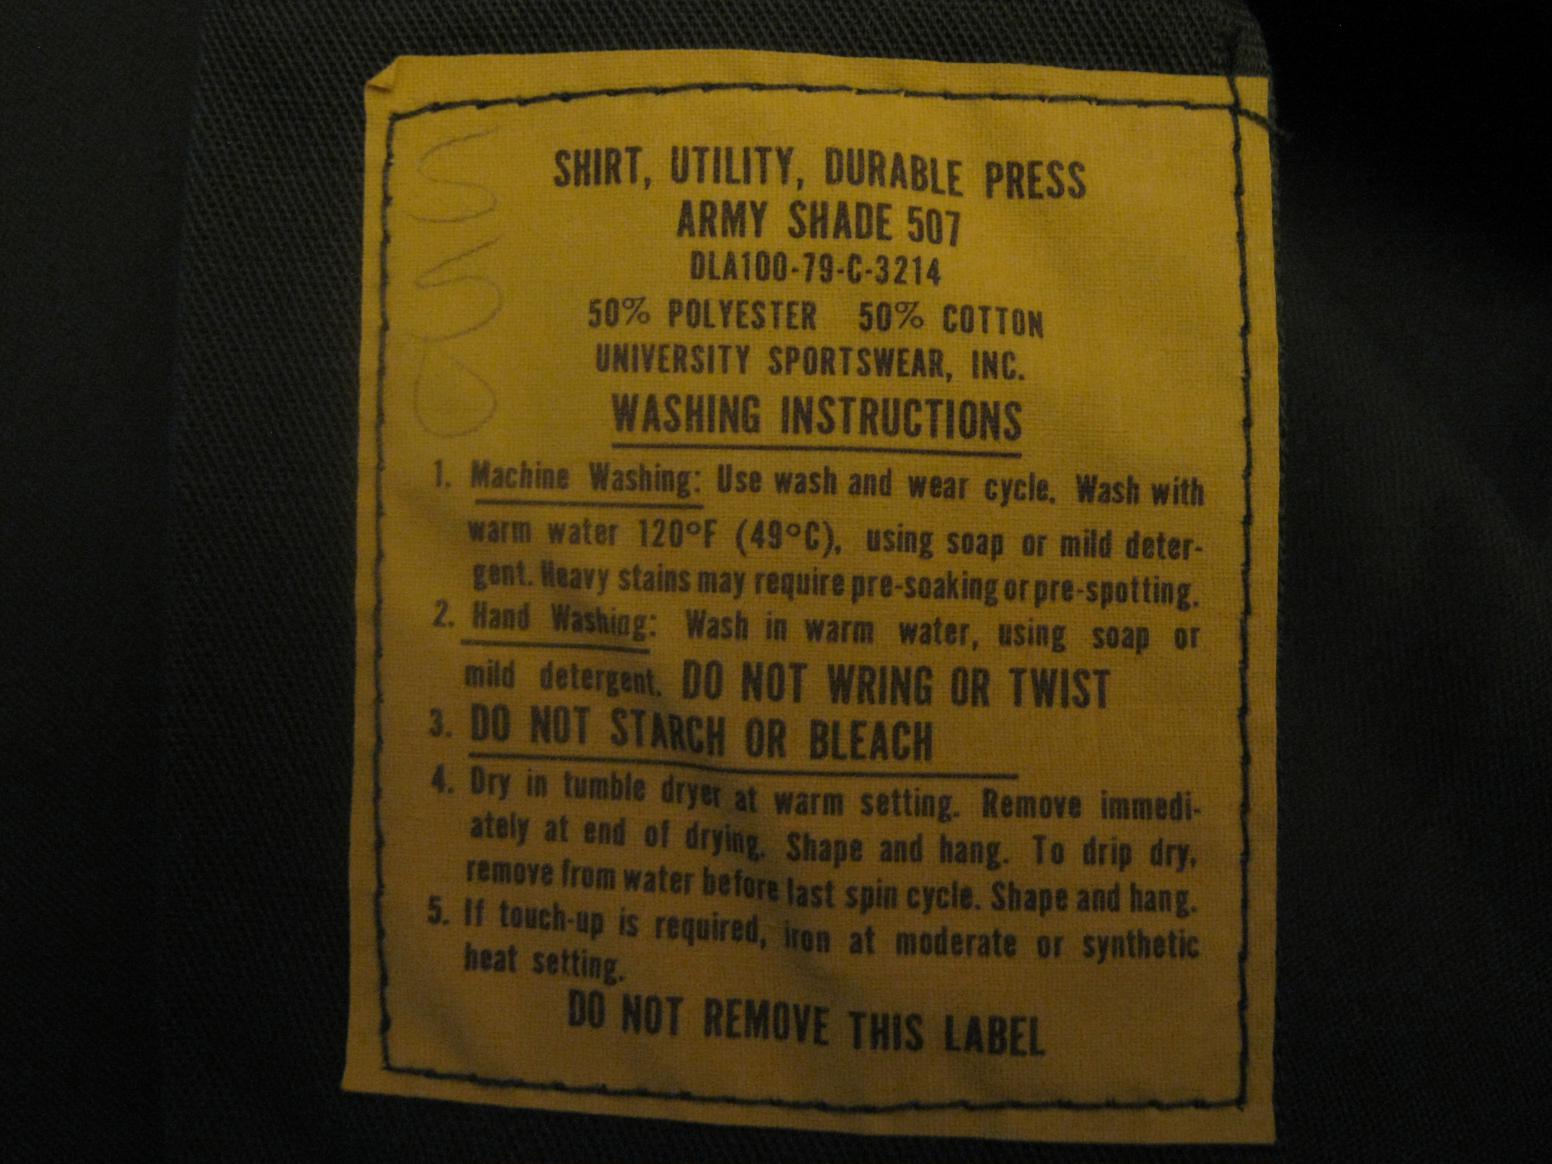 SHIRT, UTILITY, DURABLE PRESS
ARMY SHADE 507
DLA100-79-C-3214
50% POLYESTER 50% COTTON
UNIVERSITY SPORTSWEAR, INC.
WASHING INSTRUCTIONS
1. Machine Washing: Use wash and wear cycle. Wash with
warm water 120°F (49°C), using soap or mild deter-
gent. Heavy stains may require pre-soaking or pre-spotting.
2. Hand Washing: Wash in warm water, using soap or
mild detergent. DO NOT WRING OR TWIST
3. DO NOT STARCH OR BLEACH
4. Dry in tumble dryer at warm setting. Remove immedi-
ately at end of drying. Shape and hang. To drip dry,
remove from water before last spin cycle. Shape and hang.
5. If touch-up is required, iron at moderate or synthetic
heat setting.
DO NOT REMOVE THIS LABEL